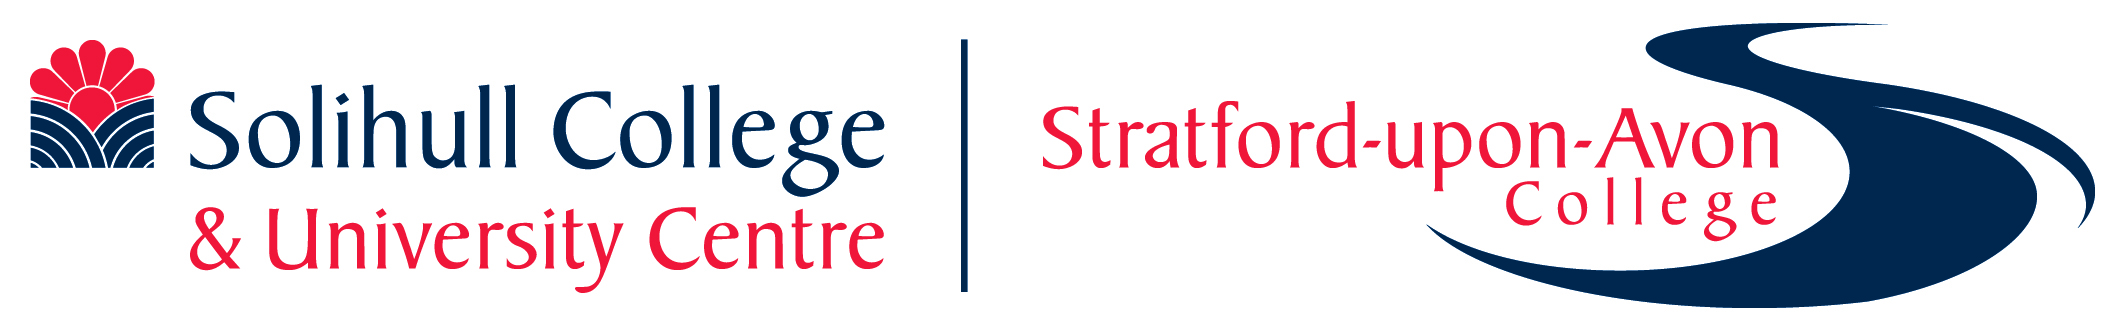 Solihull College
& University Centre
Stratford-upon-Avon
College